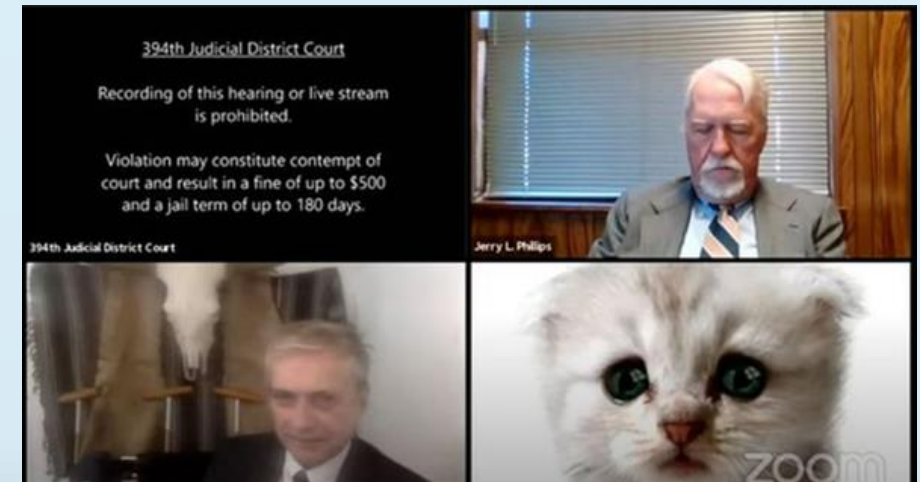 394th Judicial District Court
Recording of this hearing or live stream
is prohibited.
Violation may constitute contempt of
court and result in a fine of up to $500
and a jail term of up to 180 days.
394th Judicial District Court
Jerry L. Phillips
zoom